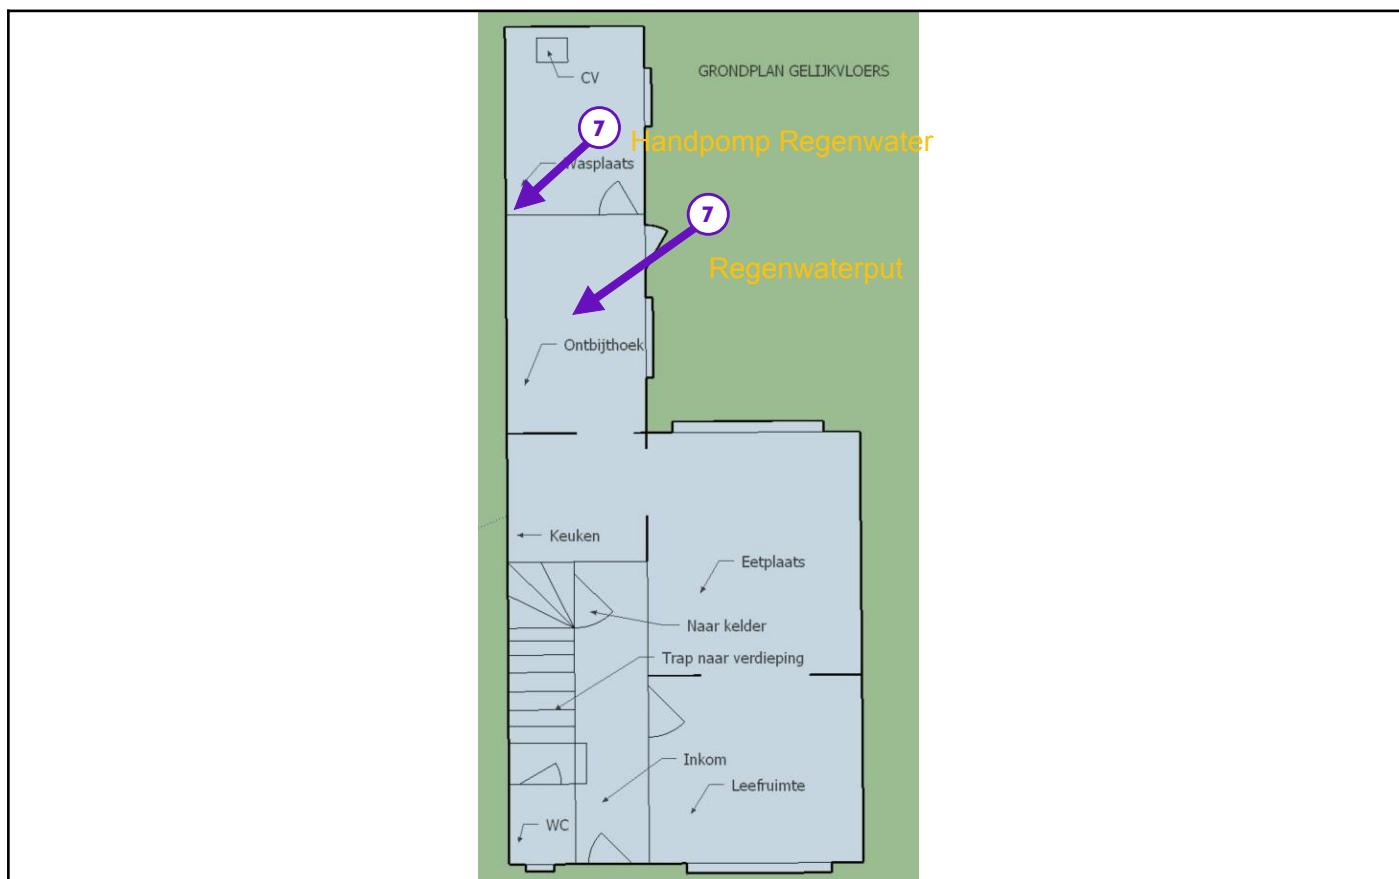 GRONDPLAN GELIJKVLOERS
CV
7
Handpomp Regenwater
Wasplaats
7
Regenwaterput
Ontbijthoek
Keuken
Eetplaats
Naar kelder
Trap naar verdieping
Inkom
Leefruimte
WC